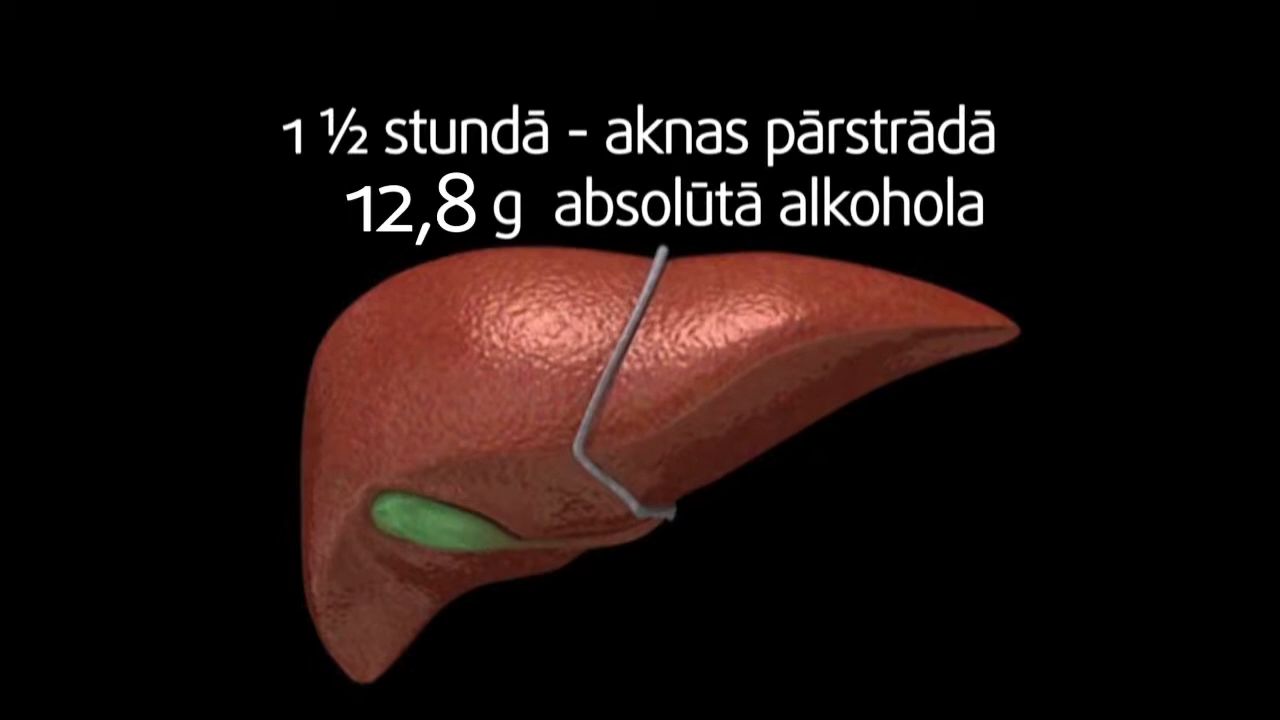 1 ½ stundā - aknas pārstrādā
12,8 g absolūtā alkohola